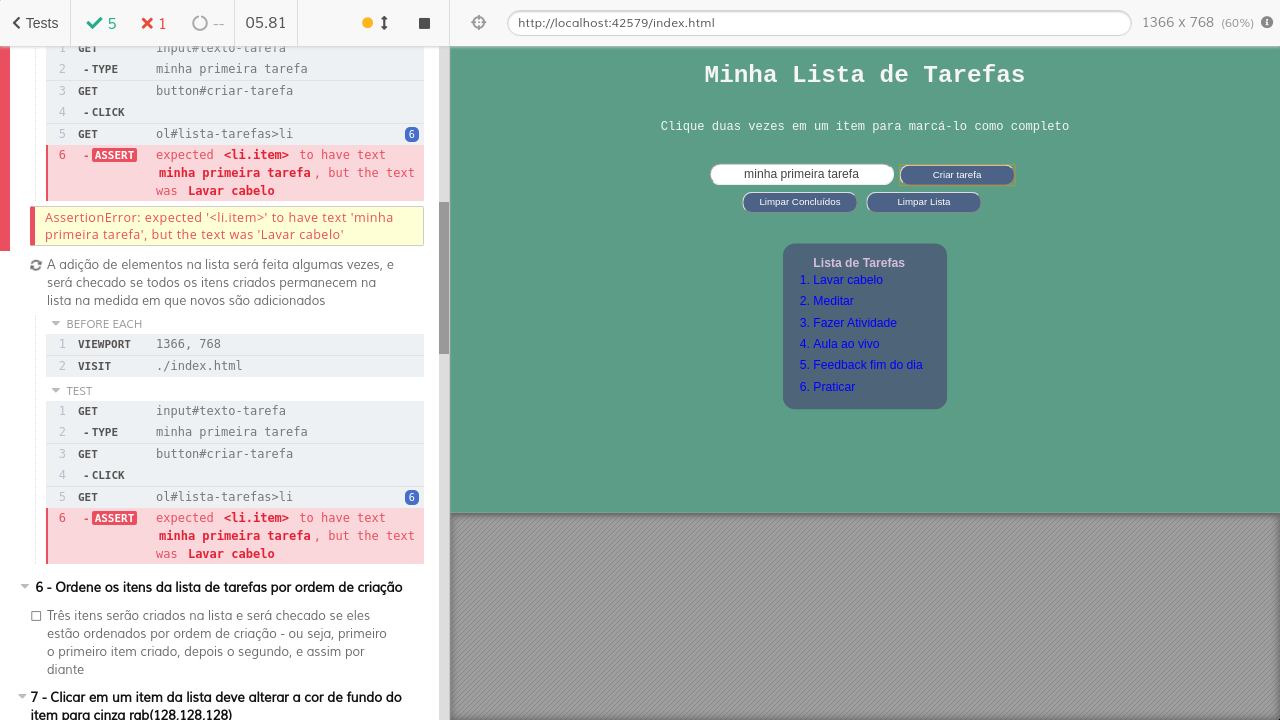 Tests 5 1 -- 05.81
http://localhost:42579/index.html 1366 x 768 (60%)
1 GET input#texto-tarefa
2 - TYPE minha primeira tarefa
3 GET button#criar-tarefa
4 - CLICK
5 GET ol#lista-tarefas>li 6
6 - ASSERT expected <li.item> to have text
minha primeira tarefa, but the text
was Lavar cabelo
AssertionError: expected '<li.item>' to have text 'minha
primeira tarefa', but the text was 'Lavar cabelo'
A adição de elementos na lista será feita algumas vezes, e
será checado se todos os itens criados permanecem na
lista na medida em que novos são adicionados
BEFORE EACH
1 VIEWPORT 1366, 768
2 VISIT ./index.html
TEST
1 GET input#texto-tarefa
2 - TYPE minha primeira tarefa
3 GET button#criar-tarefa
4 - CLICK
5 GET ol#lista-tarefas>li 6
6 - ASSERT expected <li.item> to have text
minha primeira tarefa, but the text
was Lavar cabelo
6 - Ordene os itens da lista de tarefas por ordem de criação
Três itens serão criados na lista e será checado se eles
estão ordenados por ordem de criação - ou seja, primeiro
o primeiro item criado, depois o segundo, e assim por
diante
7 - Clicar em um item da lista deve alterar a cor de fundo do
item para cinza rgb(128,128,128)
Minha Lista de Tarefas
Clique duas vezes em um item para marcá-lo como completo
minha primeira tarefa Criar tarefa
Limpar Concluídos Limpar Lista
Lista de Tarefas
1. Lavar cabelo
2. Meditar
3. Fazer Atividade
4. Aula ao vivo
5. Feedback fim do dia
6. Praticar